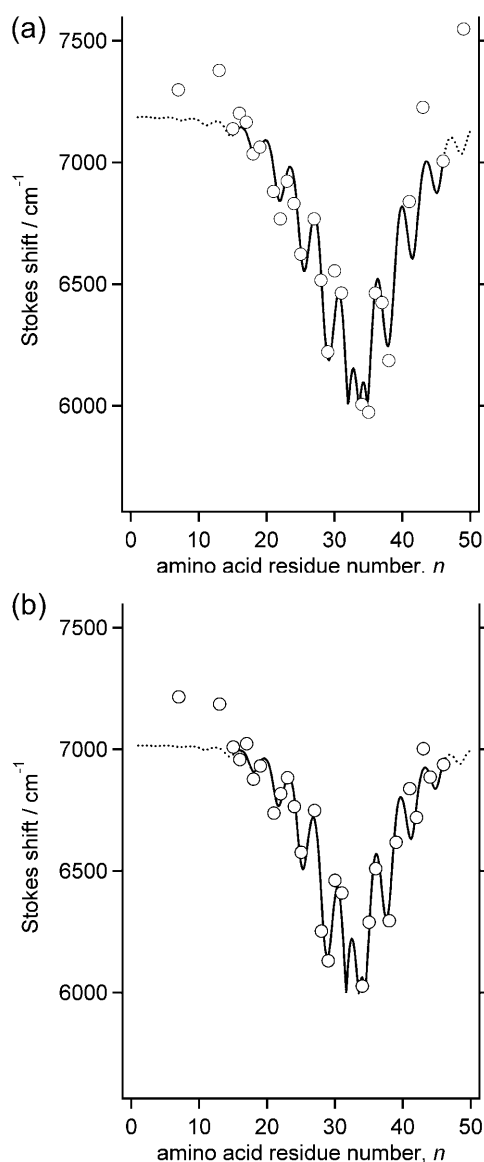 (a)
7500
7000
6500
6000
Stokes shift / cm⁻¹
0 10 20 30 40 50
amino acid residue number. n
(b)
7500
7000
6500
6000
Stokes shift / cm⁻¹
0 10 20 30 40 50
amino acid residue number, n